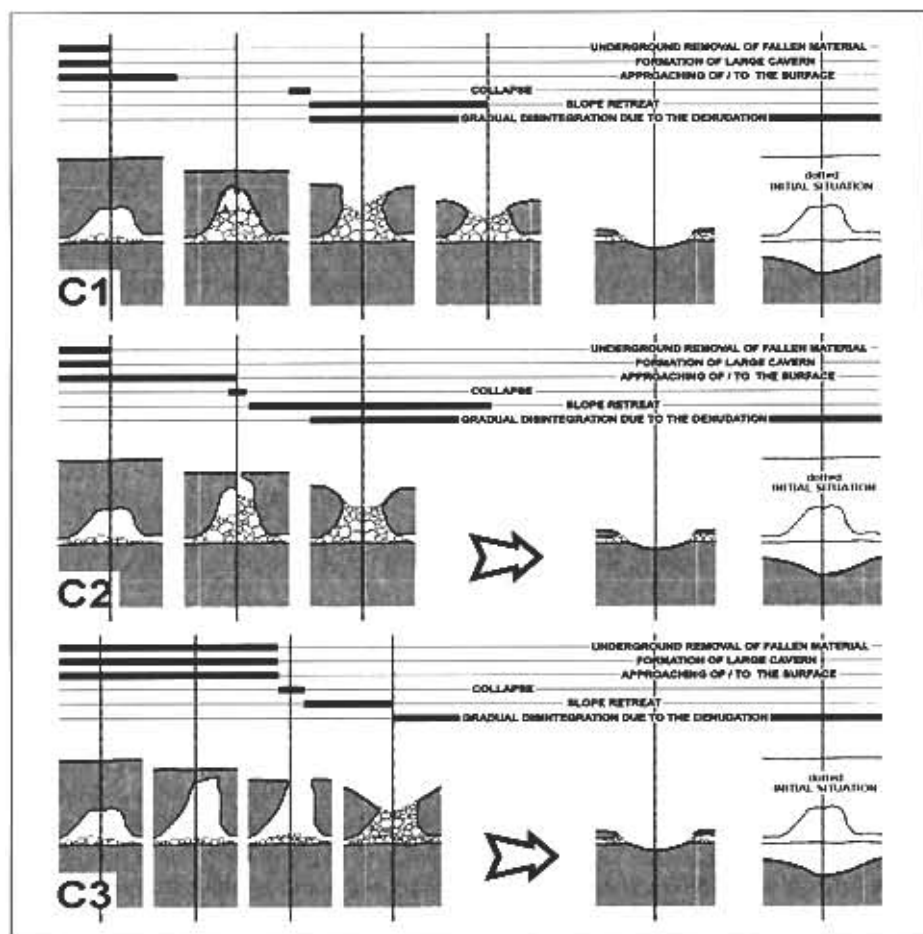 UNDERGROUND REMOVAL OF FALLEN MATERIAL
FORMATION OF LARGE CAVERN
APPROACHING OF / TO THE SURFACE
COLLAPSE
SLOPE RETREAT
GRADUAL DISINTEGRATION DUE TO THE DENUDATION
dotted
INITIAL SITUATION
C1
UNDERGROUND REMOVAL OF FALLEN MATERIAL
FORMATION OF LARGE CAVERN
APPROACHING OF / TO THE SURFACE
COLLAPSE
SLOPE RETREAT
GRADUAL DISINTEGRATION DUE TO THE DENUDATION
dotted
INITIAL SITUATION
C2
UNDERGROUND REMOVAL OF FALLEN MATERIAL
FORMATION OF LARGE CAVERN
APPROACHING OF / TO THE SURFACE
COLLAPSE
SLOPE RETREAT
GRADUAL DISINTEGRATION DUE TO THE DENUDATION
dotted
INITIAL SITUATION
C3